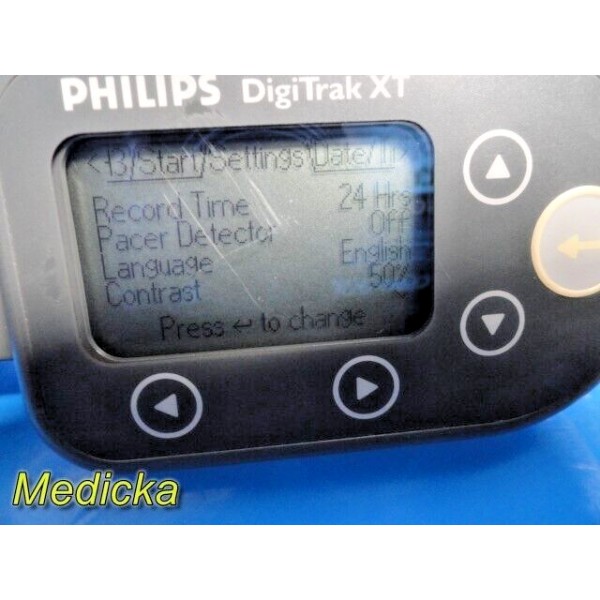 PHILIPS DigiTrak XT
Start/Settings\Date/
Record Time 24 Hrs
Pacer Detector Off
Language English
Contrast 50%
Press ↵ to change
Medicka